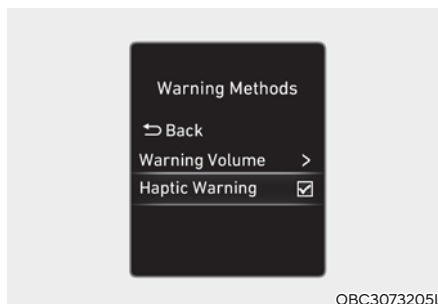 Warning Methods
Back
Warning Volume >
Haptic Warning
OBC3073205L